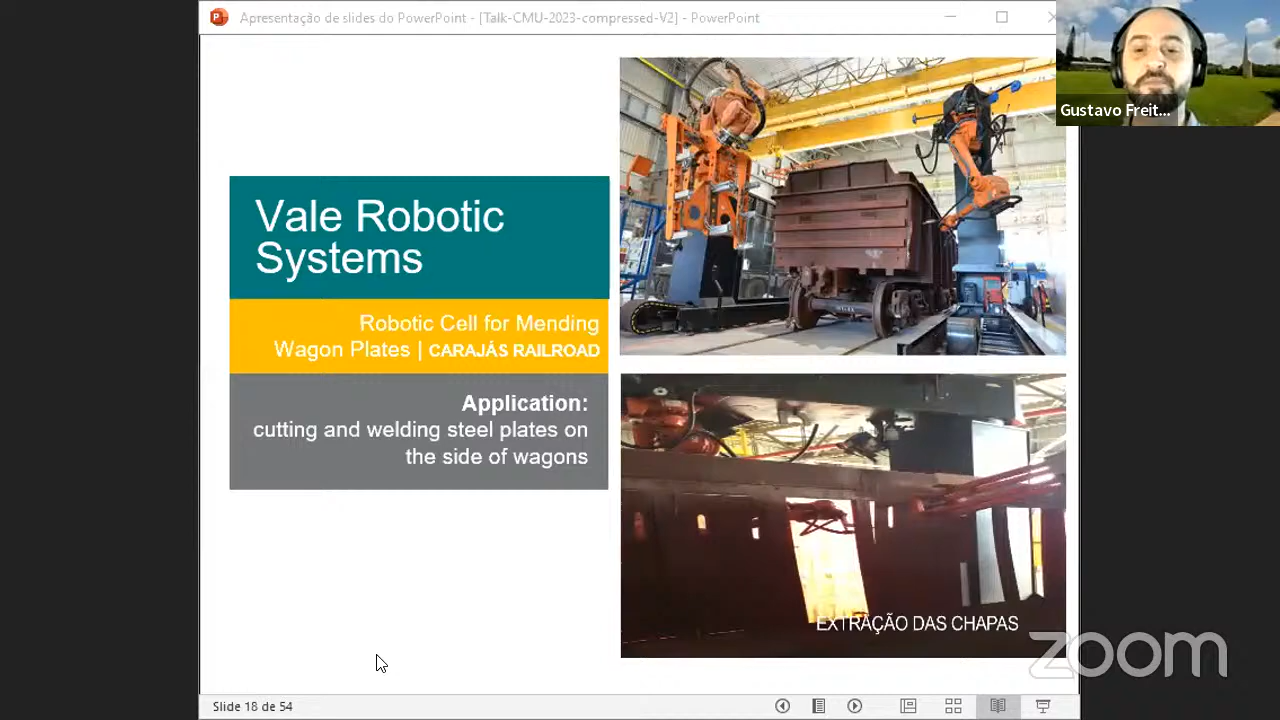 Apresentação de slides do PowerPoint - [Talk-CMU-2023-compressed-V2] - PowerPoint
Gustavo Freit...
Vale Robotic
Systems
Robotic Cell for Mending
Wagon Plates | CARAJÁS RAILROAD
Application:
cutting and welding steel plates on
the side of wagons
EXTRAÇÃO DAS CHAPAS
zoom
Slide 18 de 54